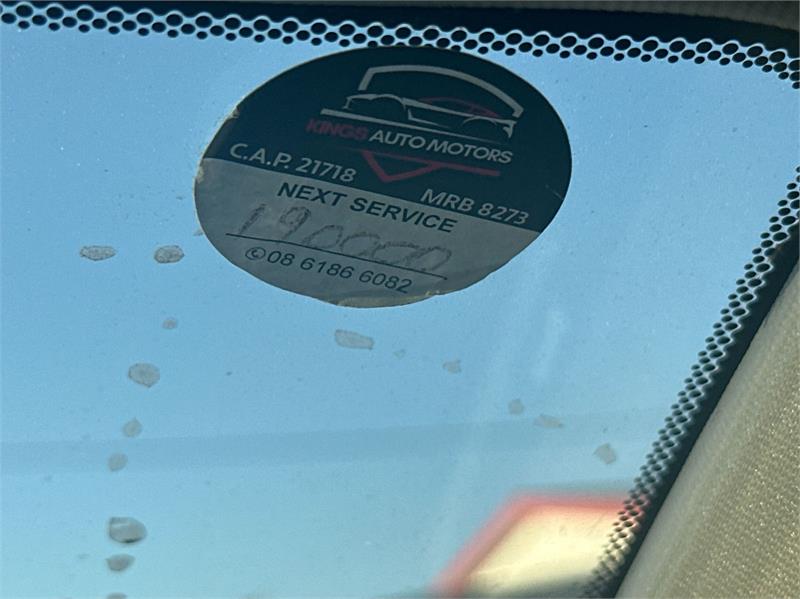 KINGS AUTO MOTORS
C.A.P. 21718 MRB 8273
NEXT SERVICE
190000
©08 6186 6082